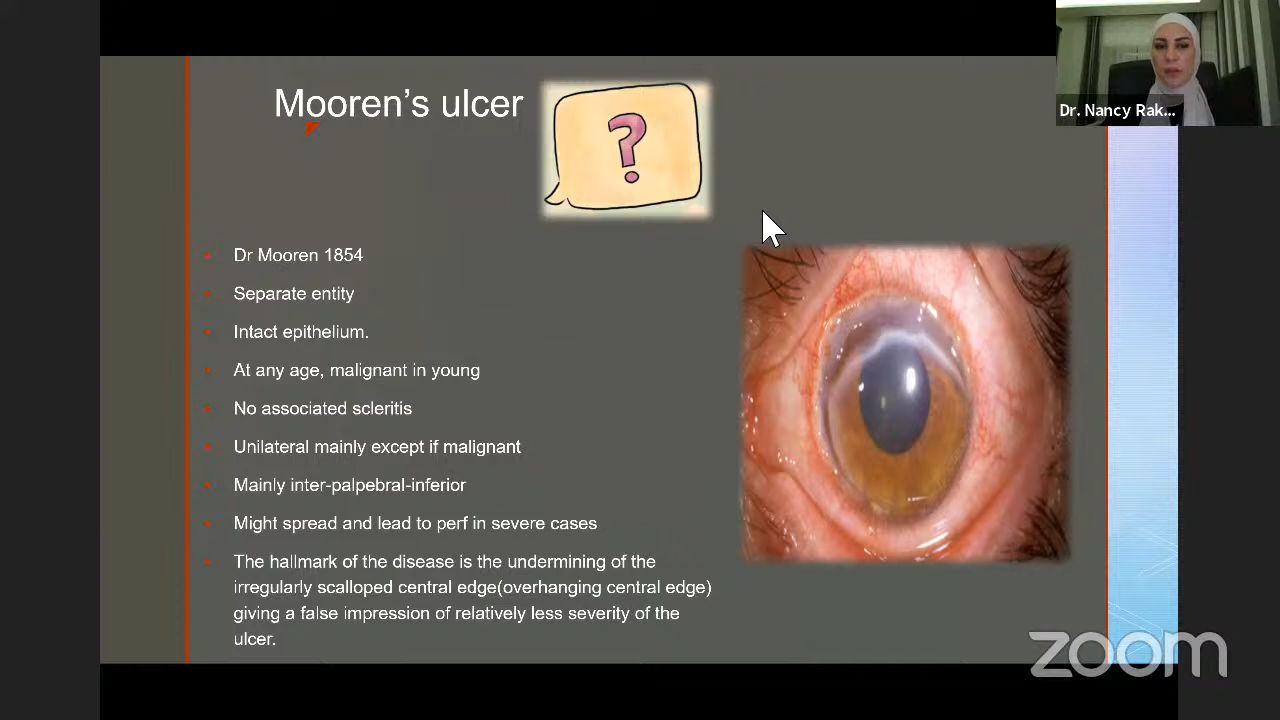 Mooren’s ulcer
?
Dr. Nancy Rak...
Dr Mooren 1854
Separate entity
Intact epithelium.
At any age, malignant in young
No associated scleritis
Unilateral mainly except if malignant
Mainly inter-palpebral-inferior
Might spread and lead to perf in severe cases
The hallmark of the disease is the undermining of the
irregularly scalloped central edge(overhanging central edge)
giving a false impression of relatively less severity of the
ulcer.
zoom